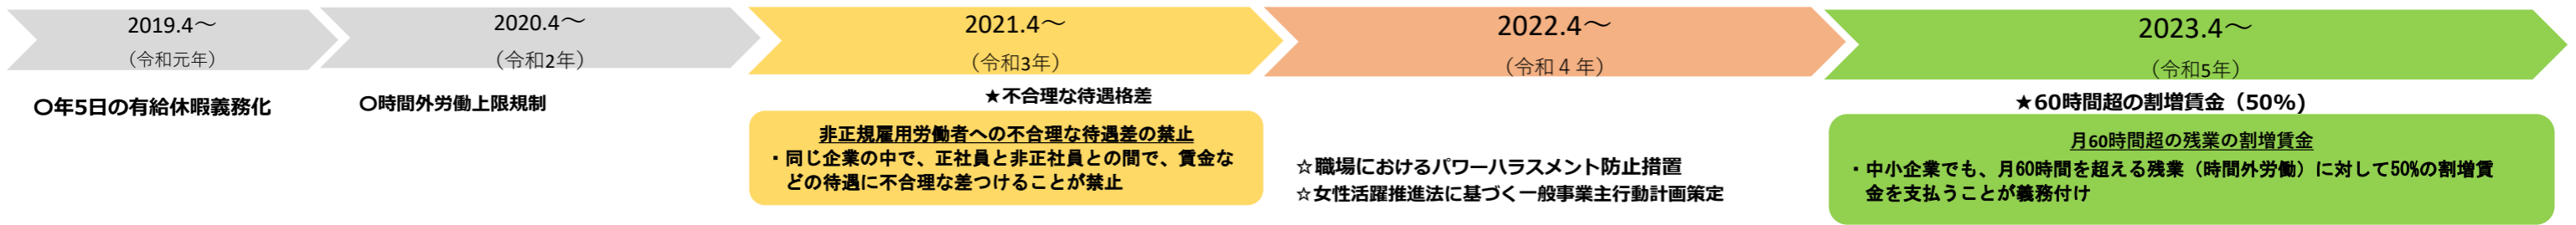 2019.4～
（令和元年）
〇年5日の有給休暇義務化
2020.4～
（令和2年）
〇時間外労働上限規制
2021.4～
（令和3年）
★不合理な待遇格差
非正規雇用労働者への不合理な待遇差の禁止
・同じ企業の中で、正社員と非正社員との間で、賃金な
どの待遇に不合理な差つけることが禁止
2022.4～
（令和４年）
☆職場におけるパワーハラスメント防止措置
☆女性活躍推進法に基づく一般事業主行動計画策定
2023.4～
（令和5年）
★60時間超の割増賃金（50%)
月60時間超の残業の割増賃金
・中小企業でも、月60時間を超える残業（時間外労働）に対して50%の割増賃
金を支払うことが義務付け